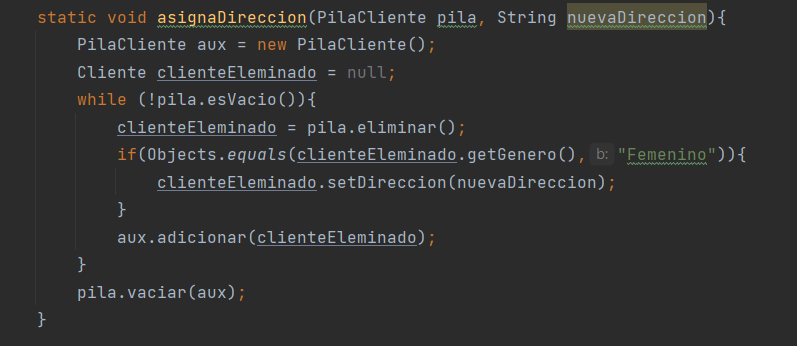 static void asignaDireccion(PilaCliente pila, String nuevaDireccion){
PilaCliente aux = new PilaCliente();
Cliente clienteEleminado = null;
while (!pila.esVacio()){
clienteEleminado = pila.eliminar();
if(Objects.equals(clienteEleminado.getGenero(), b: "Femenino")){
clienteEleminado.setDireccion(nuevaDireccion);
}
aux.adicionar(clienteEleminado);
}
pila.vaciar(aux);
}